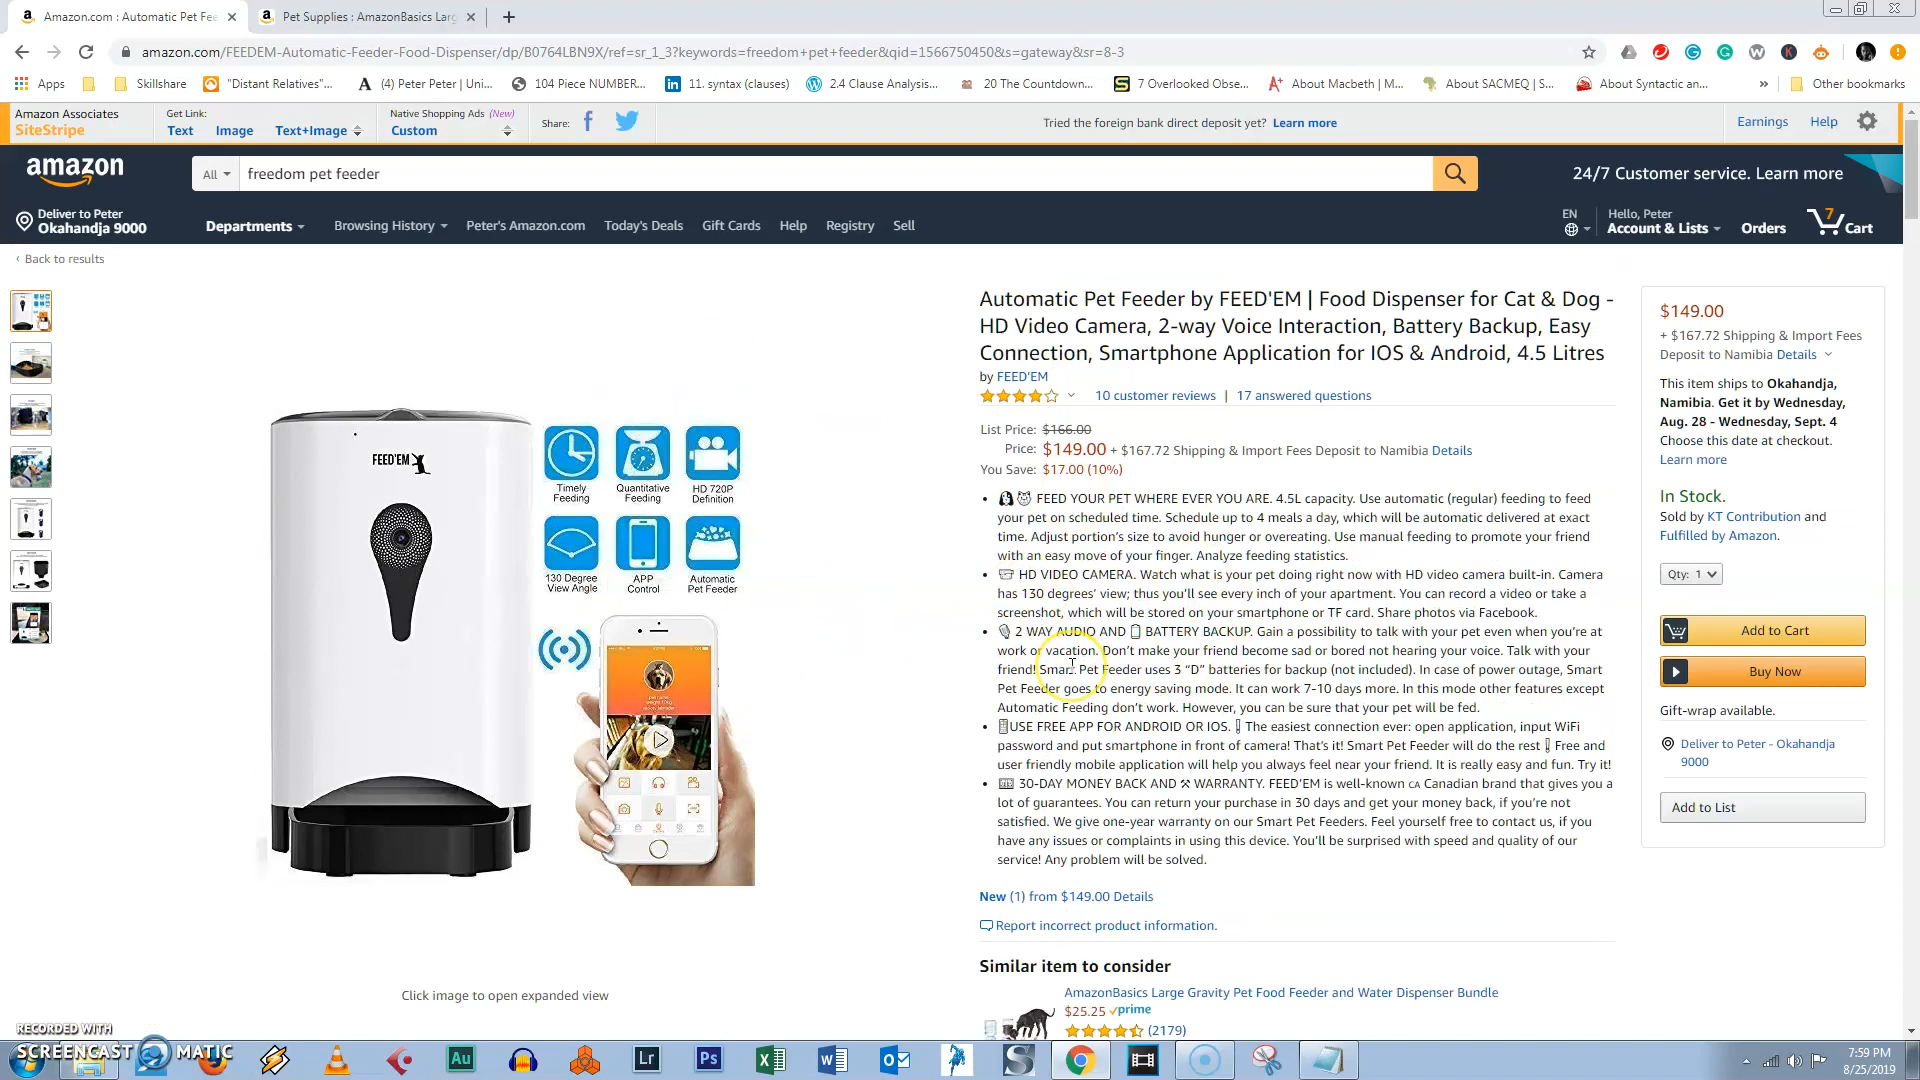 Amazon.com : Automatic Pet Fee
Pet Supplies : AmazonBasics Larg
amazon.com/FEEDEM-Automatic-Feeder-Food-Dispenser/dp/B0764LBN9X/ref=sr_1_3?keywords=freedom+pet+feeder&qid=1566750450&s=gateway&sr=8-3
Apps Skillshare "Distant Relatives"... (4) Peter Peter | Uni... 104 Piece NUMBER... 11. syntax (clauses) 2.4 Clause Analysis... 20 The Countdown... 7 Overlooked Obse... About Macbeth | M... About SACMEQ | S... About Syntactic an... » Other bookmarks
Amazon Associates
SiteStripe
Get Link:
Text Image Text+Image
Native Shopping Ads (New)
Custom
Share:
Tried the foreign bank direct deposit yet? Learn more
Earnings Help
amazon
All freedom pet feeder
24/7 Customer service. Learn more
Deliver to Peter
Okahandja 9000
Departments Browsing History Peter's Amazon.com Today's Deals Gift Cards Help Registry Sell
EN
Hello, Peter
Account & Lists
Orders
7
Cart
‹ Back to results
Automatic Pet Feeder by FEED'EM | Food Dispenser for Cat & Dog -
HD Video Camera, 2-way Voice Interaction, Battery Backup, Easy
Connection, Smartphone Application for IOS & Android, 4.5 Litres
by FEED'EM
10 customer reviews | 17 answered questions
List Price: $166.00
Price: $149.00 + $167.72 Shipping & Import Fees Deposit to Namibia Details
You Save: $17.00 (10%)
• FEED YOUR PET WHERE EVER YOU ARE. 4.5L capacity. Use automatic (regular) feeding to feed
your pet on scheduled time. Schedule up to 4 meals a day, which will be automatic delivered at exact
time. Adjust portion's size to avoid hunger or overeating. Use manual feeding to promote your friend
with an easy move of your finger. Analyze feeding statistics.
• HD VIDEO CAMERA. Watch what is your pet doing right now with HD video camera built-in. Camera
has 130 degrees' view; thus you'll see every inch of your apartment. You can record a video or take a
screenshot, which will be stored on your smartphone or TF card. Share photos via Facebook.
• 2 WAY AUDIO AND BATTERY BACKUP. Gain a possibility to talk with your pet even when you're at
work or vacation. Don't make your friend become sad or bored not hearing your voice. Talk with your
friend! Smart Pet Feeder uses 3 “D” batteries for backup (not included). In case of power outage, Smart
Pet Feeder goes to energy saving mode. It can work 7-10 days more. In this mode other features except
Automatic Feeding don't work. However, you can be sure that your pet will be fed.
• USE FREE APP FOR ANDROID OR IOS. The easiest connection ever: open application, input WiFi
password and put smartphone in front of camera! That's it! Smart Pet Feeder will do the rest Free and
user friendly mobile application will help you always feel near your friend. It is really easy and fun. Try it!
• 30-DAY MONEY BACK AND ⚒ WARRANTY. FEED'EM is well-known CA Canadian brand that gives you a
lot of guarantees. You can return your purchase in 30 days and get your money back, if you're not
satisfied. We give one-year warranty on our Smart Pet Feeders. Feel yourself free to contact us, if you
have any issues or complaints in using this device. You'll be surprised with speed and quality of our
service! Any problem will be solved.
New (1) from $149.00 Details
Report incorrect product information.
Similar item to consider
AmazonBasics Large Gravity Pet Food Feeder and Water Dispenser Bundle
$25.25 prime
(2179)
$149.00
+ $167.72 Shipping & Import Fees
Deposit to Namibia Details
This item ships to Okahandja,
Namibia. Get it by Wednesday,
Aug. 28 - Wednesday, Sept. 4
Choose this date at checkout.
Learn more
In Stock.
Sold by KT Contribution and
Fulfilled by Amazon.
Qty: 1
Add to Cart
Buy Now
Gift-wrap available.
Deliver to Peter - Okahandja
9000
Add to List
FEED'EM
Timely
Feeding
Quantitative
Feeding
HD 720P
Definition
130 Degree
View Angle
APP
Control
Automatic
Pet Feeder
Click image to open expanded view
RECORDED WITH
SCREENCAST MATIC
Au Lr Ps
7:59 PM
8/25/2019